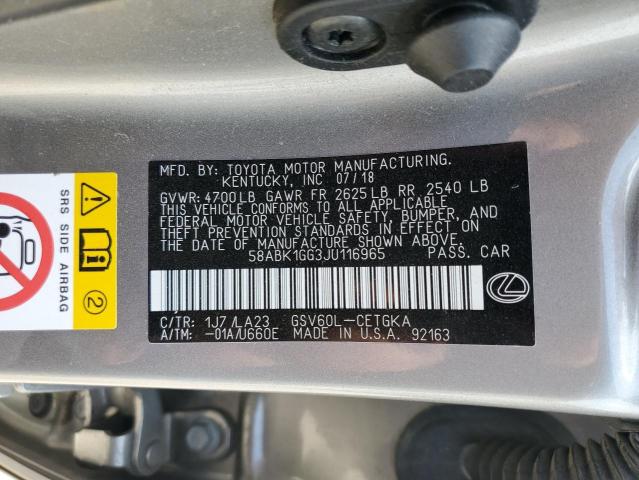 MFD. BY: TOYOTA MOTOR MANUFACTURING.
KENTUCKY, INC 07/18
GVWR: 4700LB GAWR FR 2625LB RR 2540 LB
THIS VEHICLE CONFORMS TO ALL APPLICABLE
FEDERAL MOTOR VEHICLE SAFETY, BUMPER, AND
THEFT PREVENTION STANDARDS IN EFFECT ON
THE DATE OF MANUFACTURE SHOWN ABOVE.
58ABK1GG3JU116965 PASS. CAR
C/TR: 1J7 /LA23 GSV60L-CETGKA
A/TM: -01A/U660E MADE IN U.S.A. 92163
SRS SIDE AIRBAG
2